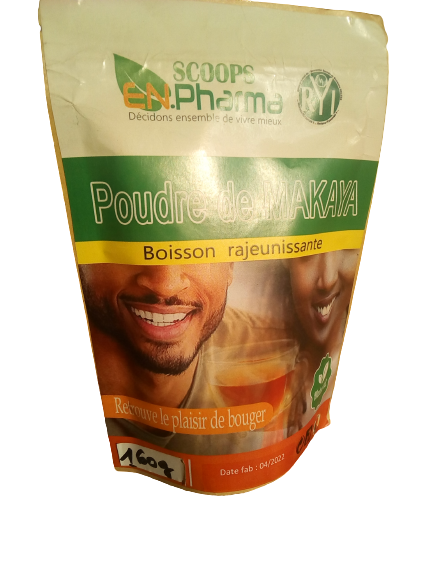 SCOOPS
EN.Pharma
Décidons ensemble de vivre mieux
Poudre de MAKAYA
Boisson rajeunissante
Retrouve le plaisir de bouger
160g
Date fab : 04/2022